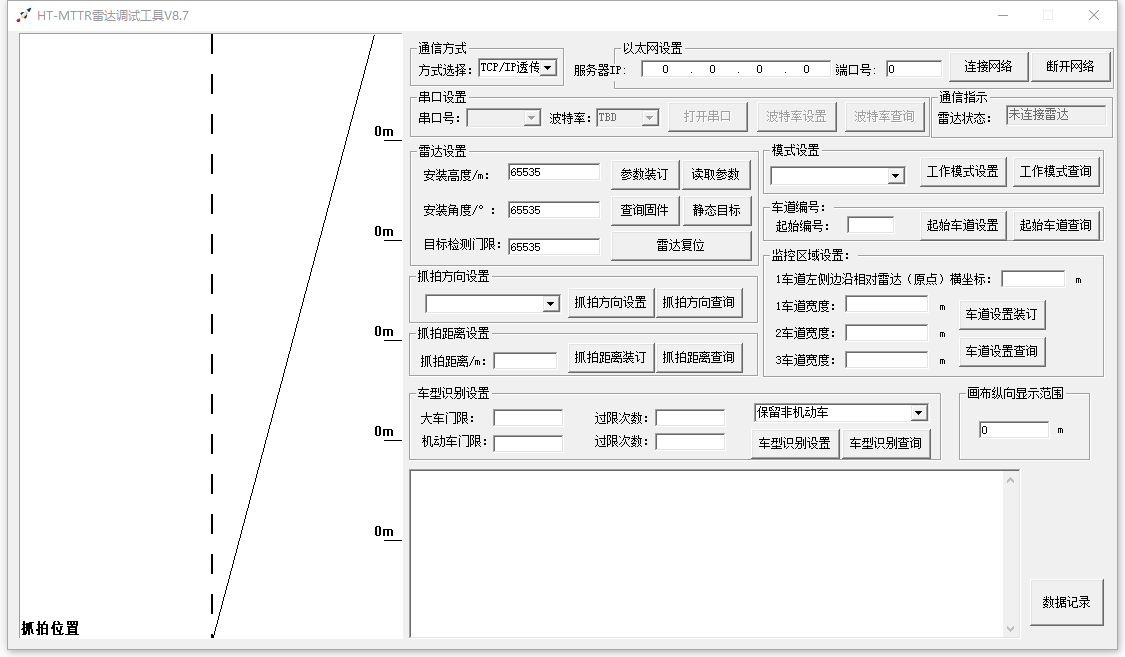 HT-MTTR雷达调试工具V8.7
0m
0m
0m
0m
0m
抓拍位置
通信方式
方式选择: TCP/IP透传
以太网设置
服务器IP: 0 . 0 . 0 . 0 端口号: 0 连接网络 断开网络
串口设置
串口号: 波特率: TBD 打开串口 波特率设置 波特率查询
通信指示
雷达状态: 未连接雷达
雷达设置
安装高度/m: 65535 参数装订 读取参数
安装角度/°: 65535 查询固件 静态目标
目标检测门限: 65535 雷达复位
模式设置
工作模式设置 工作模式查询
车道编号:
起始编号: 起始车道设置 起始车道查询
监控区域设置:
1车道左侧边沿相对雷达（原点）横坐标: m
1车道宽度: m
2车道宽度: m
3车道宽度: m
车道设置装订
车道设置查询
抓拍方向设置
抓拍方向设置 抓拍方向查询
抓拍距离设置
抓拍距离/m: 抓拍距离装订 抓拍距离查询
车型识别设置
大车门限: 过限次数: 保留非机动车
机动车门限: 过限次数: 车型识别设置 车型识别查询
画布纵向显示范围
0 m
数据记录